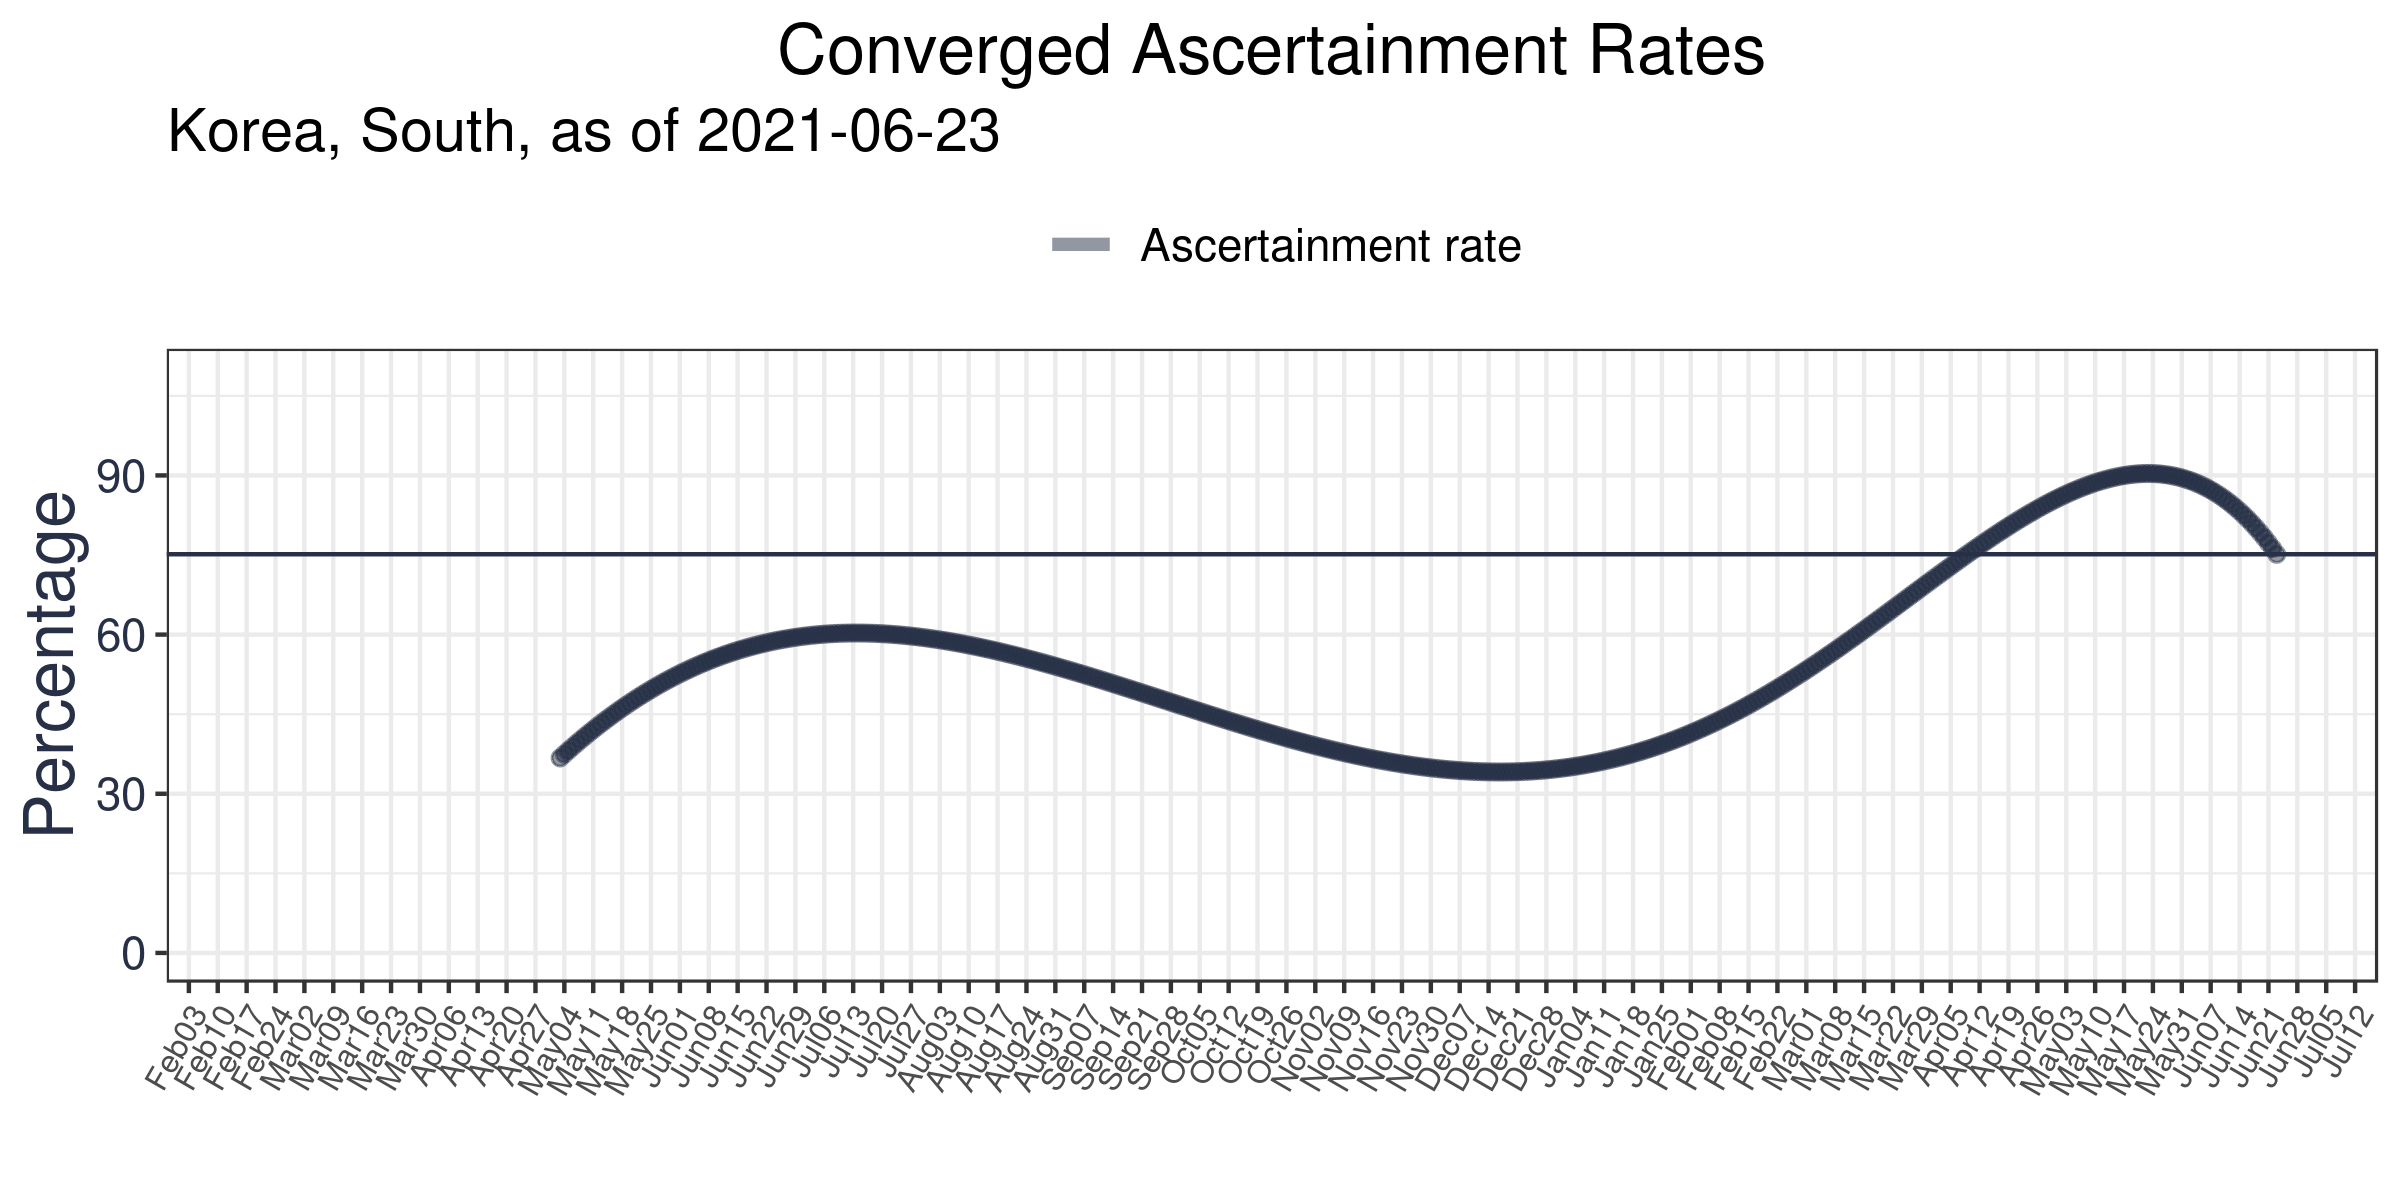 Converged Ascertainment Rates
Korea, South, as of 2021-06-23
Ascertainment rate
Percentage
90
60
30
0
Feb03 Feb10 Feb17 Feb24 Mar02 Mar09 Mar16 Mar23 Mar30 Apr06 Apr13 Apr20 Apr27 May04 May11 May18 May25 Jun01 Jun08 Jun15 Jun22 Jun29 Jul06 Jul13 Jul20 Jul27 Aug03 Aug10 Aug17 Aug24 Aug31 Sep07 Sep14 Sep21 Sep28 Oct05 Oct12 Oct19 Oct26 Nov02 Nov09 Nov16 Nov23 Nov30 Dec07 Dec14 Dec21 Dec28 Jan04 Jan11 Jan18 Jan25 Feb01 Feb08 Feb15 Feb22 Mar01 Mar08 Mar15 Mar22 Mar29 Apr05 Apr12 Apr19 Apr26 May03 May10 May17 May24 May31 Jun07 Jun14 Jun21 Jun28 Jul05 Jul12